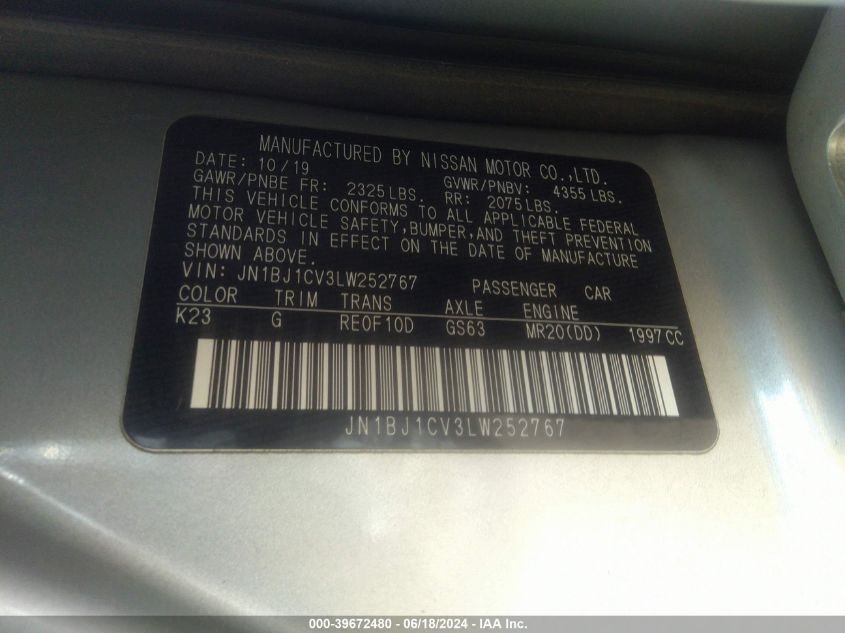 MANUFACTURED BY NISSAN MOTOR CO.,LTD.
DATE: 10/19 GVWR/PNBV: 4355 LBS.
GAWR/PNBE FR: 2325 LBS. RR: 2075 LBS.
THIS VEHICLE CONFORMS TO ALL APPLICABLE FEDERAL
MOTOR VEHICLE SAFETY, BUMPER, AND THEFT PREVENTION
STANDARDS IN EFFECT ON THE DATE OF MANUFACTURE
SHOWN ABOVE.
VIN: JN1BJ1CV3LW252767 PASSENGER CAR
COLOR TRIM TRANS AXLE ENGINE
K23 G RE0F10D GS63 MR20(DD) 1997 CC
JN1BJ1CV3LW252767
000-39672480 - 06/18/2024 - IAA Inc.